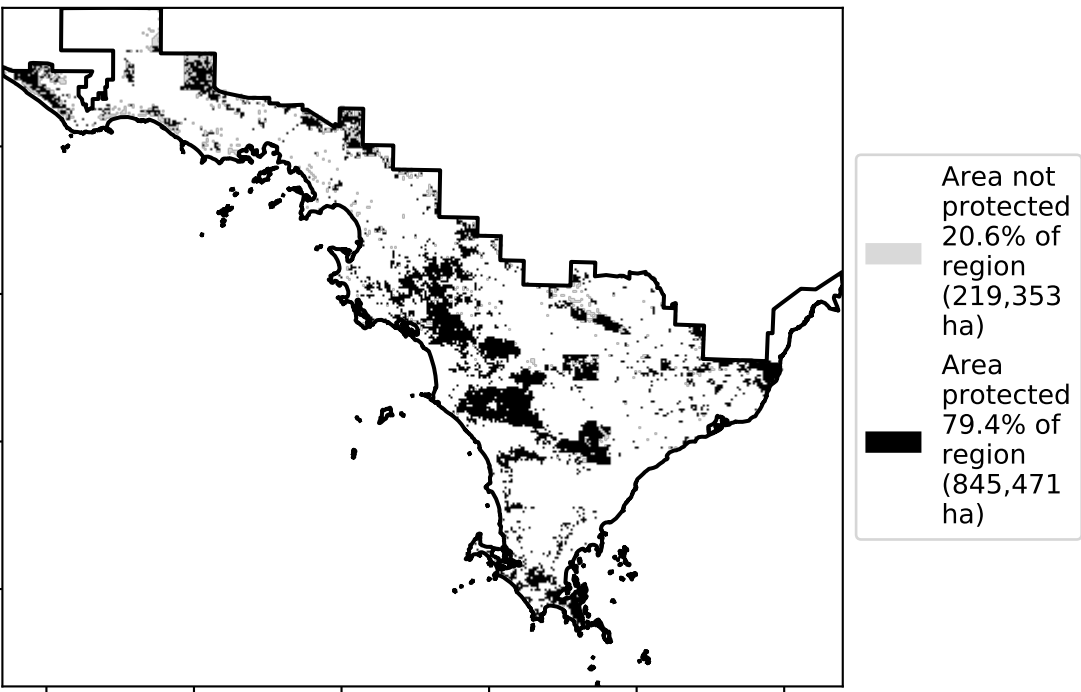 Area not
protected
20.6% of
region
(219,353
ha)
Area
protected
79.4% of
region
(845,471
ha)